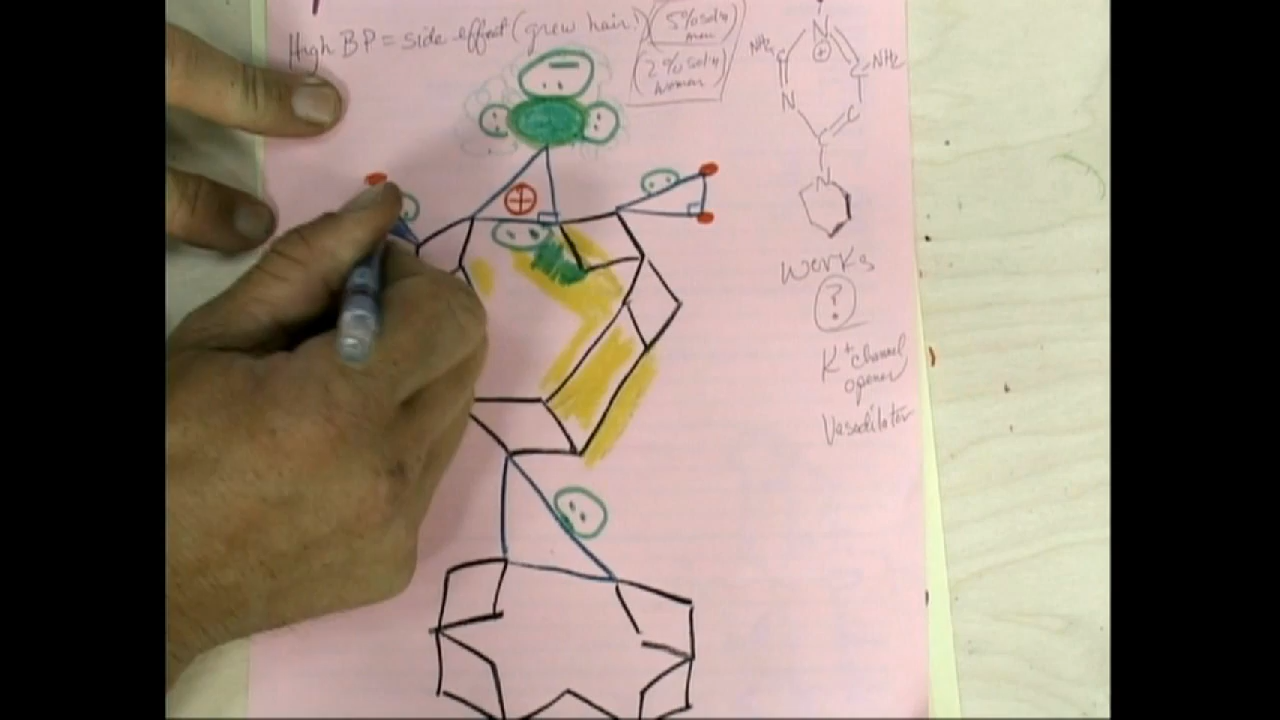 High BP = side effect (grew hair!)
(5% soln
men)
(2% soln
women)
N
+
NH2
C
NH2
C
N
C
C
N
+
works
?
K+ channel
opener
Vasodilator